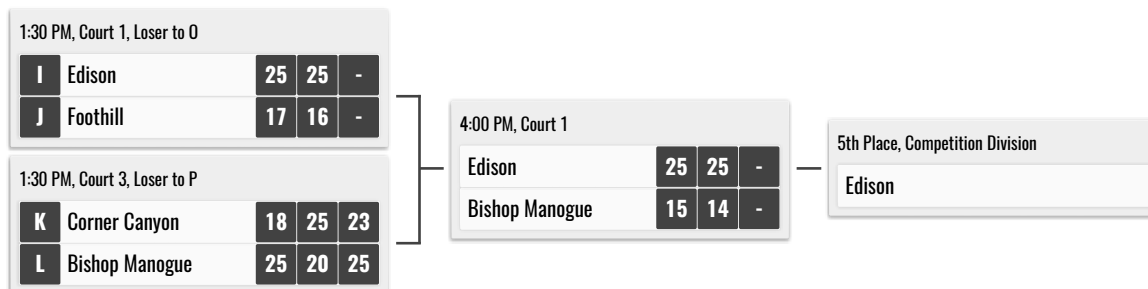 1:30 PM, Court 1, Loser to O
I Edison 25 25 -
J Foothill 17 16 -
1:30 PM, Court 3, Loser to P
K Corner Canyon 18 25 23
L Bishop Manogue 25 20 25
4:00 PM, Court 1
Edison 25 25 -
Bishop Manogue 15 14 -
5th Place, Competition Division
Edison